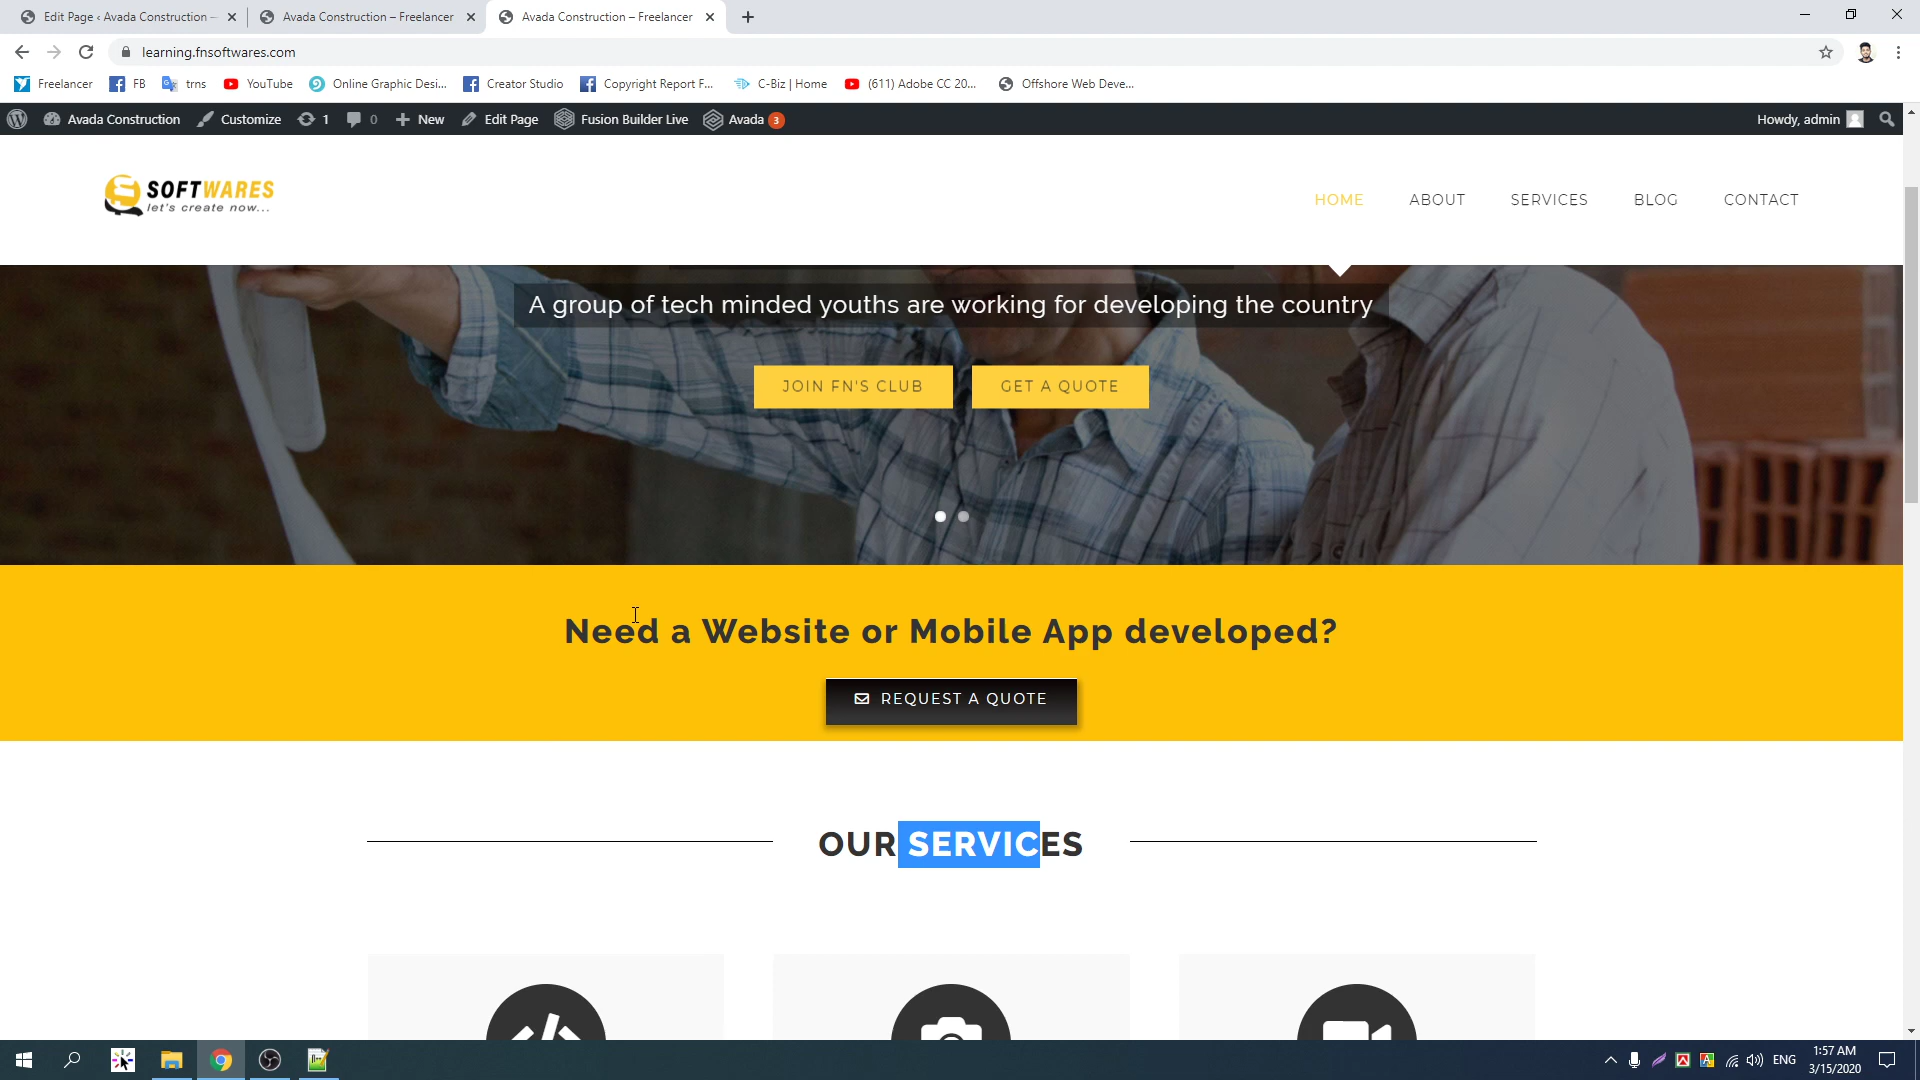 Edit Page ‹ Avada Construction –
Avada Construction – Freelancer
Avada Construction – Freelancer
learning.fnsoftwares.com
Freelancer
FB
trns
YouTube
Online Graphic Desi...
Creator Studio
Copyright Report F...
C-Biz | Home
(611) Adobe CC 20...
Offshore Web Deve...
Avada Construction
Customize
1
0
New
Edit Page
Fusion Builder Live
Avada 3
Howdy, admin
SOFTWARES
let's create now...
HOME
ABOUT
SERVICES
BLOG
CONTACT
A group of tech minded youths are working for developing the country
JOIN FN'S CLUB
GET A QUOTE
Need a Website or Mobile App developed?
REQUEST A QUOTE
OUR SERVICES
ENG
1:57 AM
3/15/2020